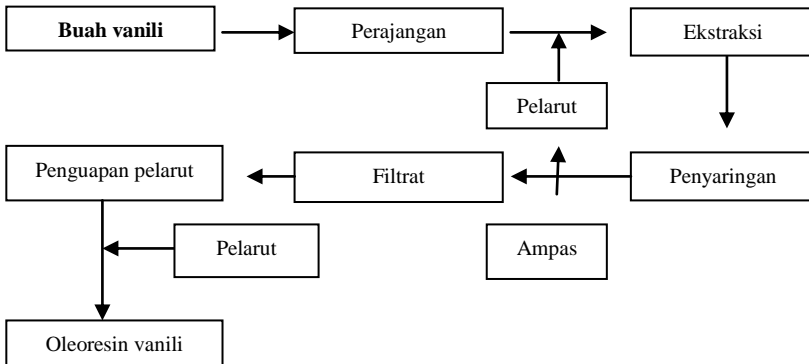 Buah vanili
Perajangan
Ekstraksi
Pelarut
Penguapan pelarut
Filtrat
Penyaringan
Pelarut
Ampas
Oleoresin vanili